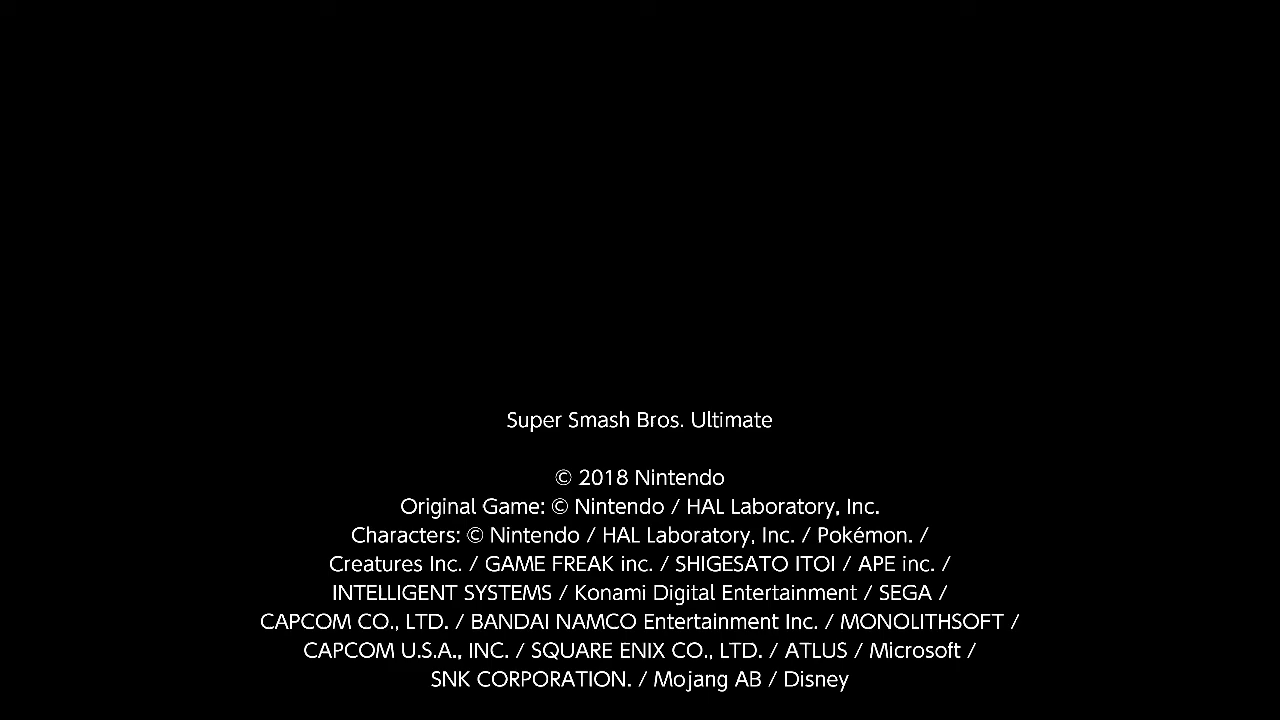 Super Smash Bros. Ultimate
© 2018 Nintendo
Original Game: © Nintendo / HAL Laboratory, Inc.
Characters: © Nintendo / HAL Laboratory, Inc. / Pokémon. /
Creatures Inc. / GAME FREAK inc. / SHIGESATO ITOI / APE inc. /
INTELLIGENT SYSTEMS / Konami Digital Entertainment / SEGA /
CAPCOM CO., LTD. / BANDAI NAMCO Entertainment Inc. / MONOLITHSOFT /
CAPCOM U.S.A., INC. / SQUARE ENIX CO., LTD. / ATLUS / Microsoft /
SNK CORPORATION. / Mojang AB / Disney